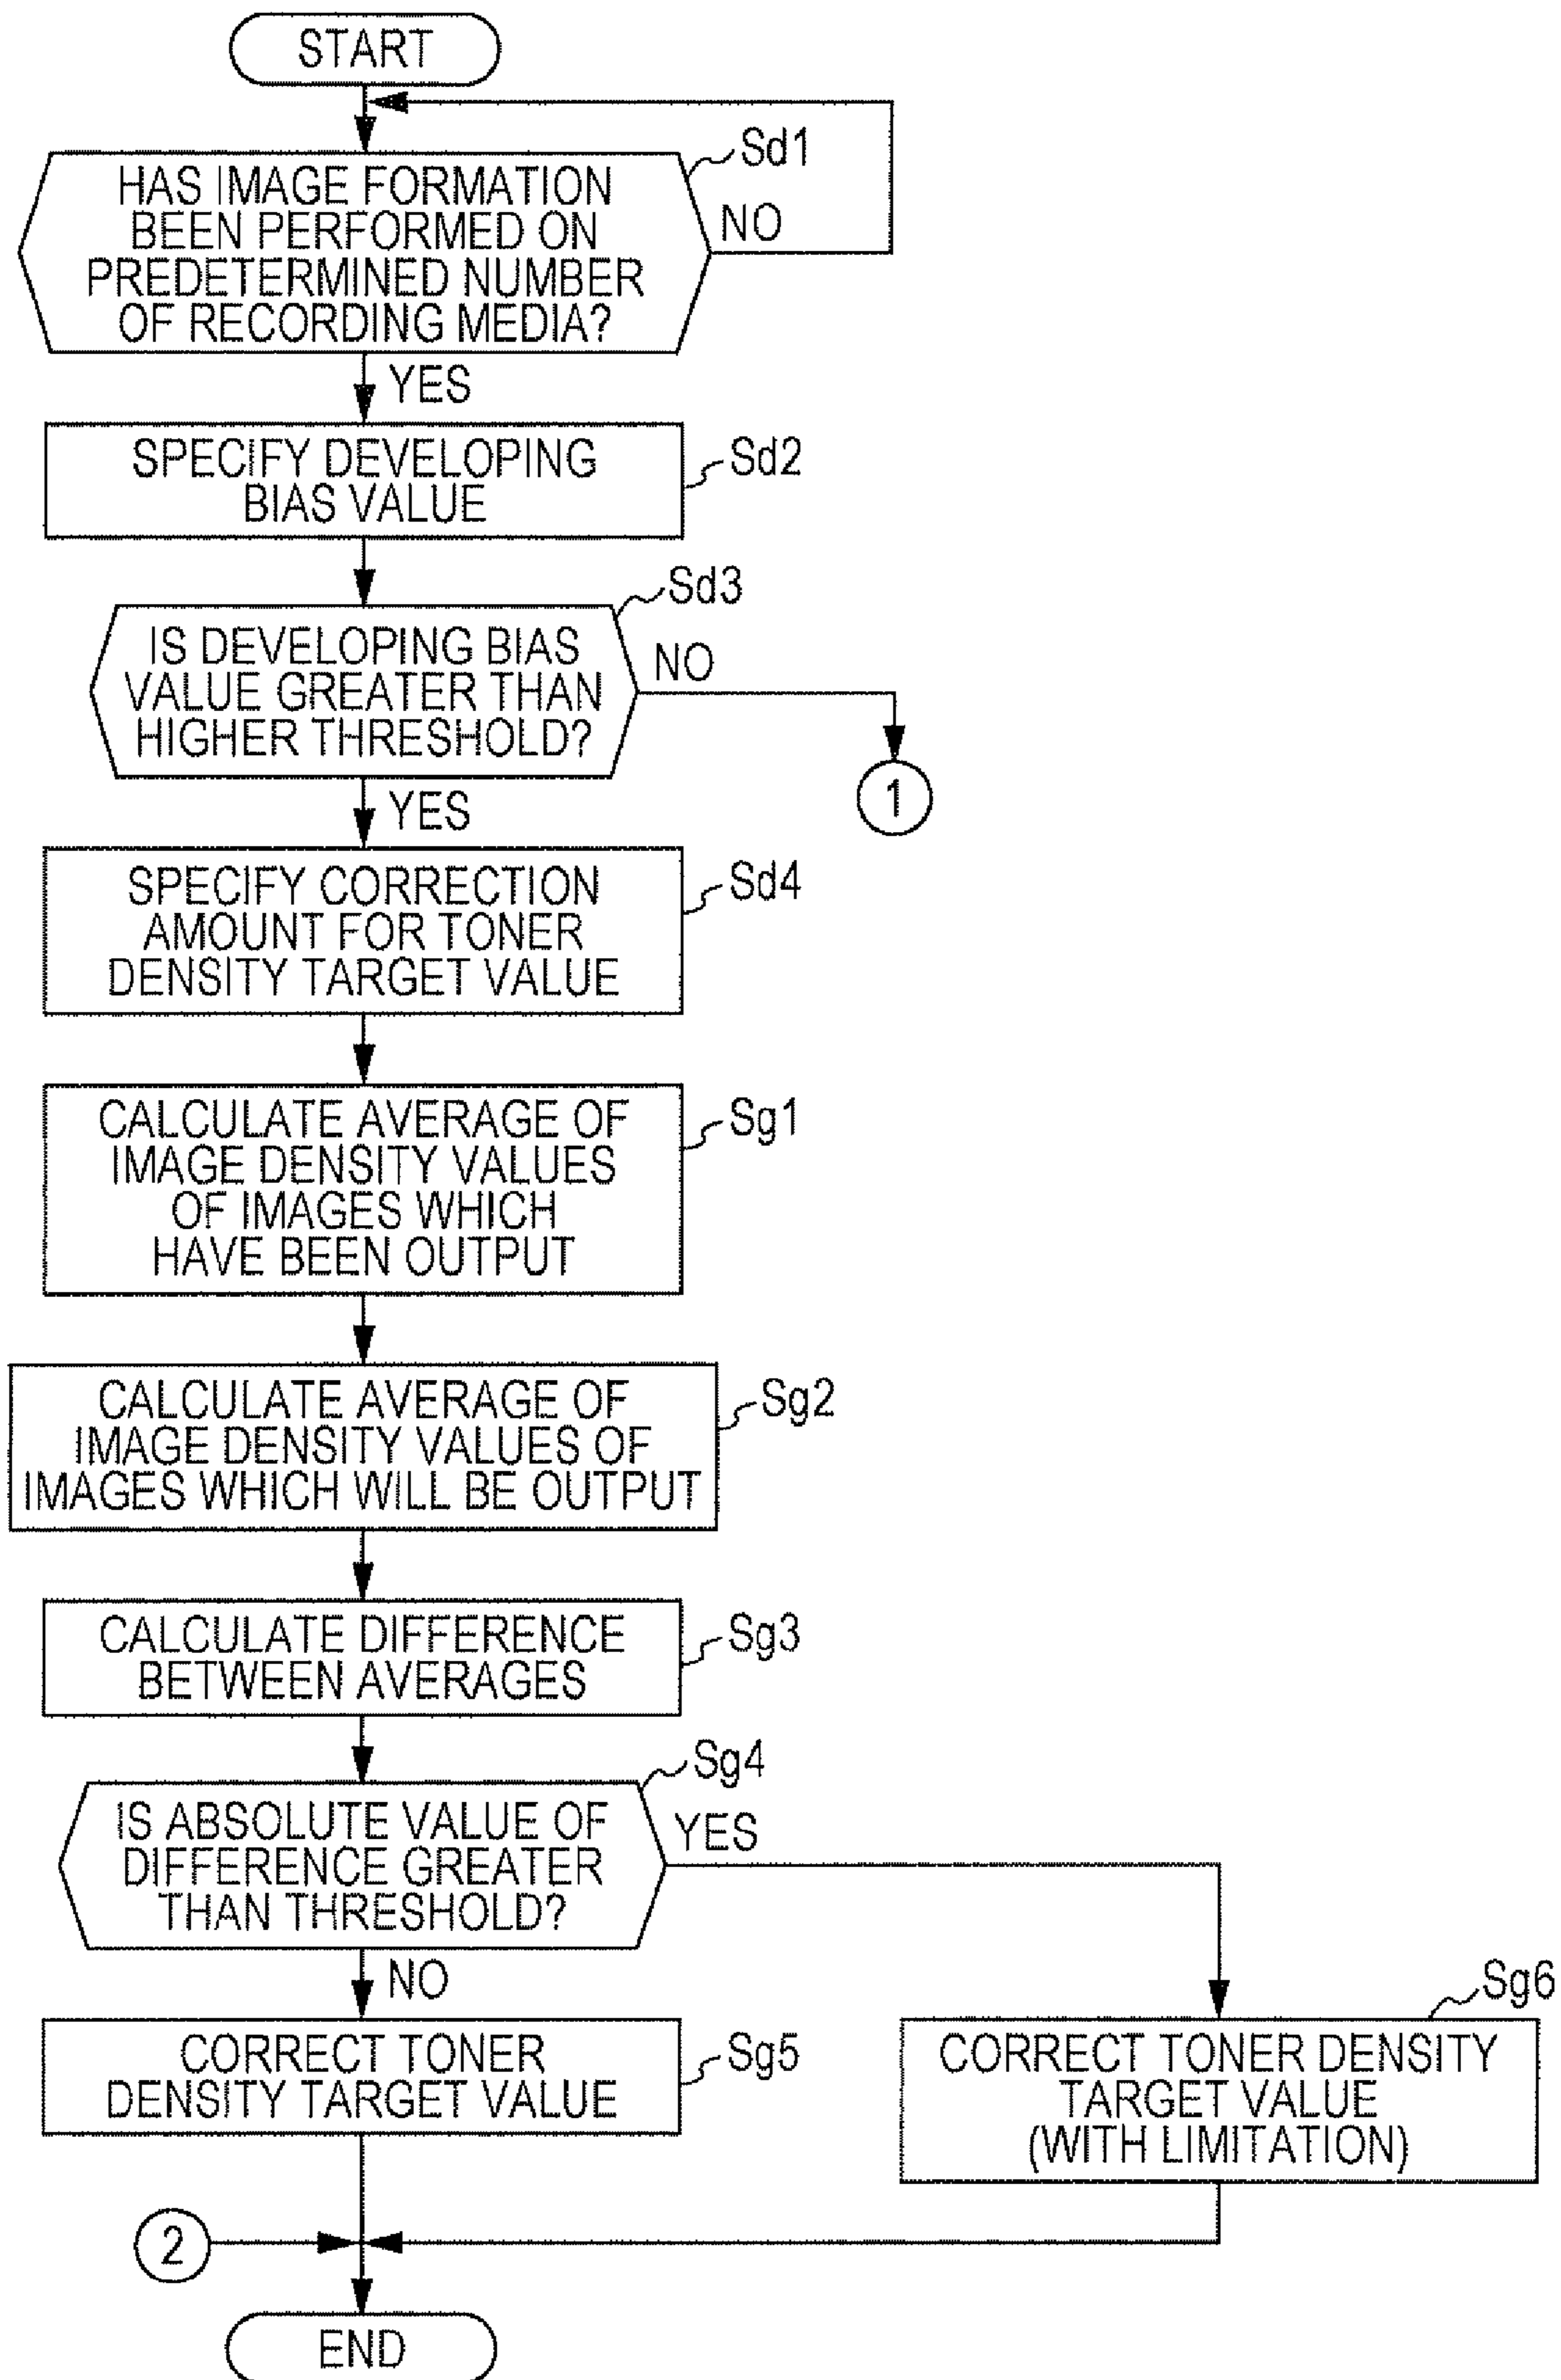 START
Sd1
HAS IMAGE FORMATION
BEEN PERFORMED ON
PREDETERMINED NUMBER
OF RECORDING MEDIA?
NO
YES
SPECIFY DEVELOPING
BIAS VALUE
Sd2
Sd3
IS DEVELOPING BIAS
VALUE GREATER THAN
HIGHER THRESHOLD?
NO
1
YES
SPECIFY CORRECTION
AMOUNT FOR TONER
DENSITY TARGET VALUE
Sd4
CALCULATE AVERAGE OF
IMAGE DENSITY VALUES
OF IMAGES WHICH
HAVE BEEN OUTPUT
Sg1
CALCULATE AVERAGE OF
IMAGE DENSITY VALUES OF
IMAGES WHICH WILL BE OUTPUT
Sg2
CALCULATE DIFFERENCE
BETWEEN AVERAGES
Sg3
Sg4
IS ABSOLUTE VALUE OF
DIFFERENCE GREATER
THAN THRESHOLD?
YES
NO
CORRECT TONER
DENSITY TARGET VALUE
Sg5
Sg6
CORRECT TONER DENSITY
TARGET VALUE
(WITH LIMITATION)
2
END